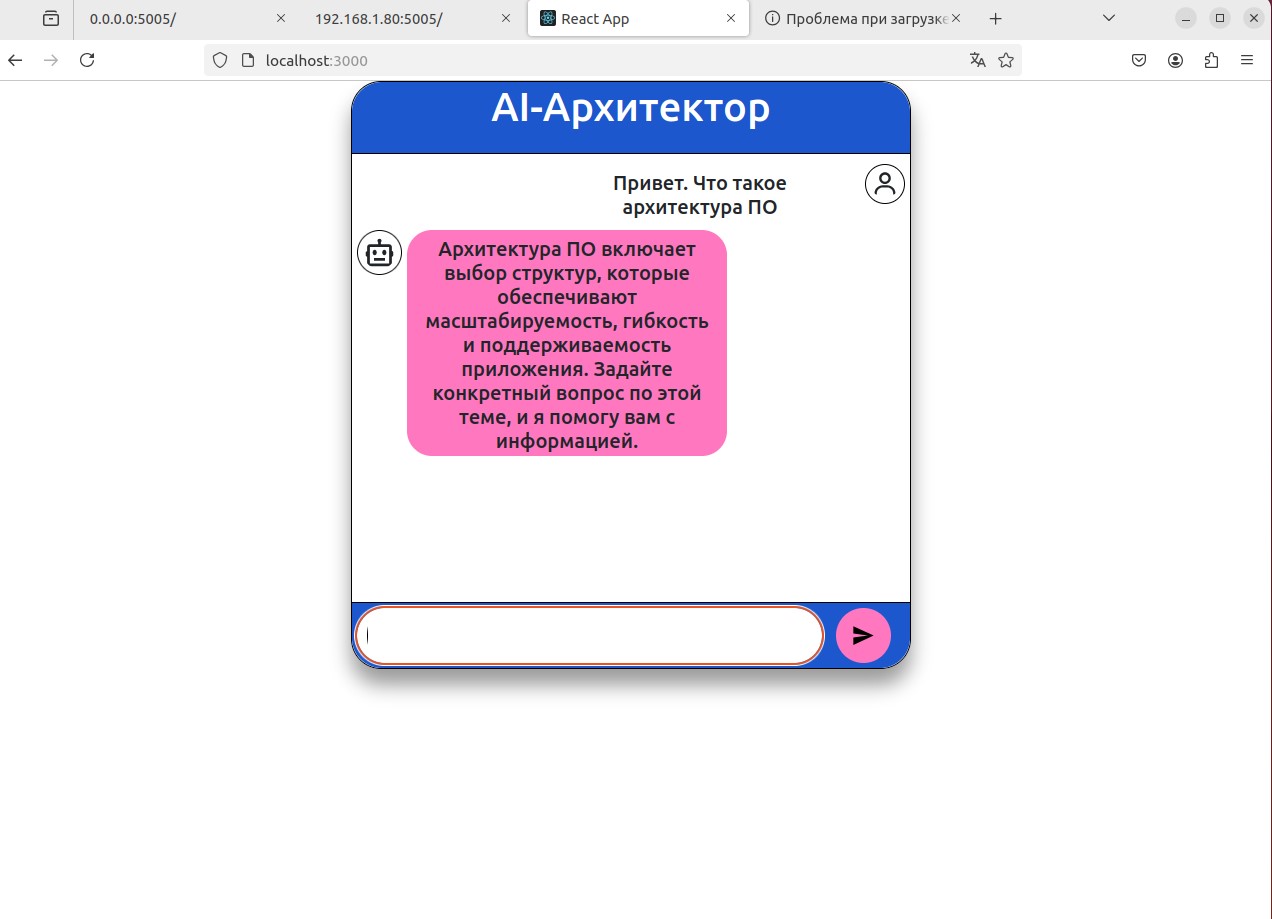 0.0.0.0:5005/
192.168.1.80:5005/
React App
Проблема при загрузке
localhost:3000
AI-Архитектор
Привет. Что такое
архитектура ПО
Архитектура ПО включает
выбор структур, которые
обеспечивают
масштабируемость, гибкость
и поддерживаемость
приложения. Задайте
конкретный вопрос по этой
теме, и я помогу вам с
информацией.